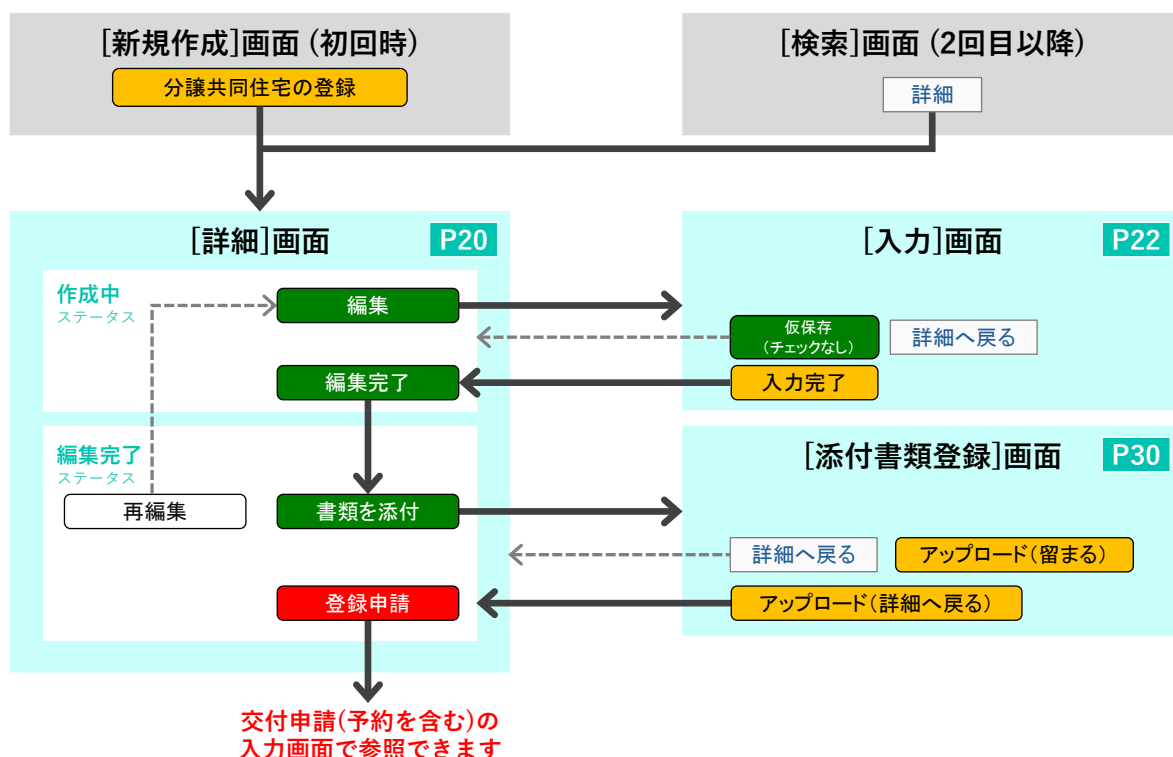 [新規作成]画面 (初回時)
分譲共同住宅の登録
[検索]画面 (2回目以降)
詳細
[詳細]画面
P20
作成中
ステータス
編集
編集完了
編集完了
ステータス
再編集
書類を添付
登録申請
[入力]画面
P22
仮保存
(チェックなし)
詳細へ戻る
入力完了
[添付書類登録]画面
P30
詳細へ戻る
アップロード(留まる)
アップロード(詳細へ戻る)
交付申請(予約を含む)の
入力画面で参照できます